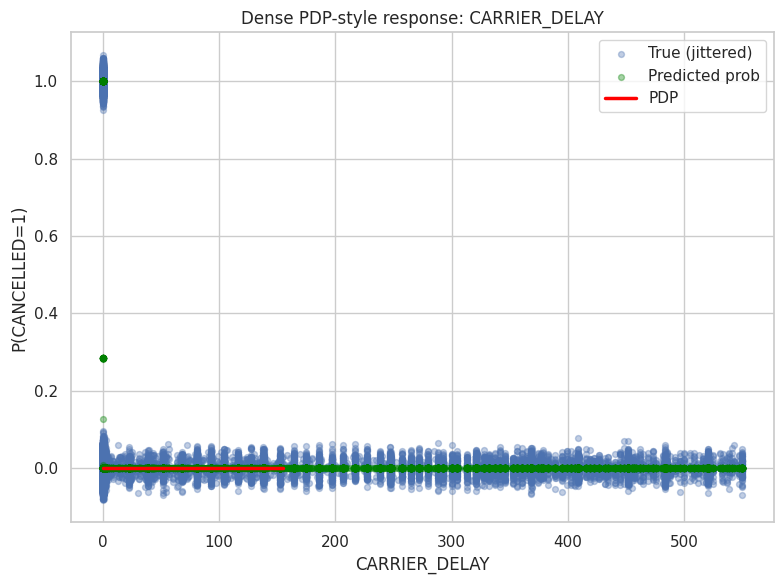 Dense PDP-style response: CARRIER_DELAY
True (jittered)
Predicted prob
PDP
P(CANCELLED=1)
1.0
0.8
0.6
0.4
0.2
0.0
0
100
200
300
400
500
CARRIER_DELAY